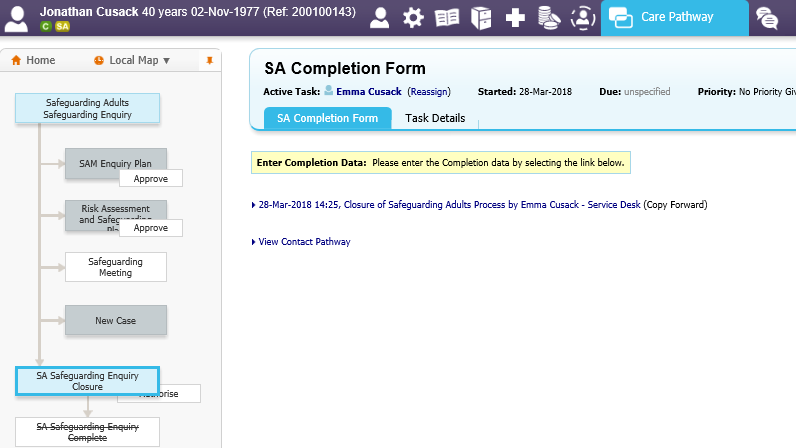 Jonathan Cusack 40 years 02-Nov-1977 (Ref: 200100143)
C SA
Care Pathway
Home
Local Map ▼
Safeguarding Adults
Safeguarding Enquiry
SAM Enquiry Plan
Approve
Risk Assessment
and Safeguarding
Approve
Safeguarding
Meeting
New Case
SA Safeguarding Enquiry
Closure
Authorise
SA Safeguarding Enquiry
Complete
SA Completion Form
Active Task: Emma Cusack (Reassign) Started: 28-Mar-2018 Due: unspecified Priority: No Priority Giv
SA Completion Form Task Details
Enter Completion Data: Please enter the Completion data by selecting the link below.
28-Mar-2018 14:25, Closure of Safeguarding Adults Process by Emma Cusack - Service Desk (Copy Forward)
View Contact Pathway